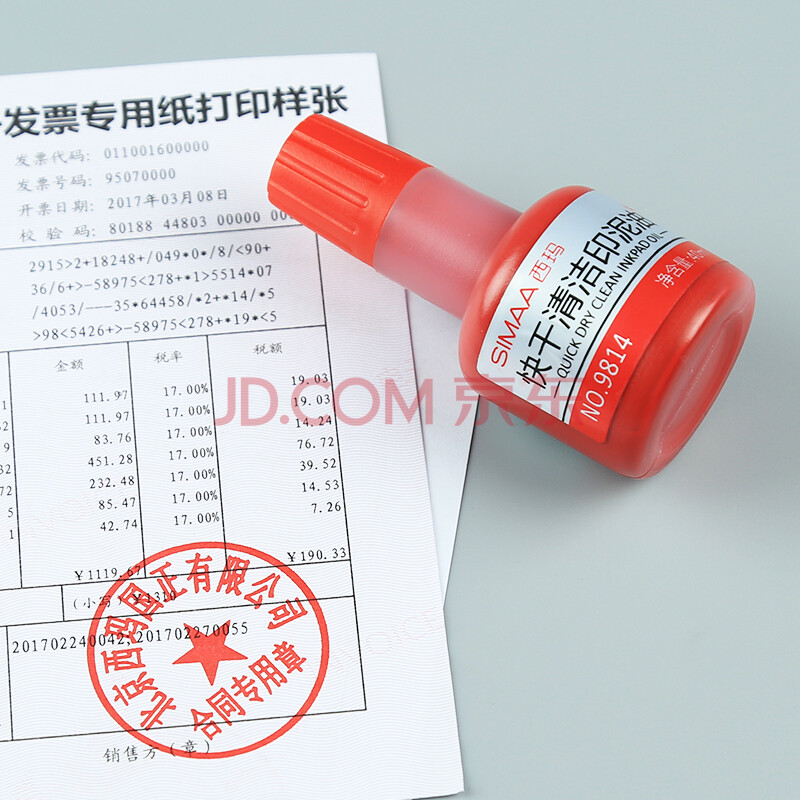 发票专用纸打印样张
发票代码: 011001600000
发票号码: 95070000
开票日期: 2017年03月08日
校 验 码: 80188 44803 00000 00
2915>2+18248+/049*0+/8/<90+
36/6+>-58975<278+*1>5514*07
/4053/---35*64458/*2+*14/*5
>98<5426+>-58975<278+*19*<5
金额 税率 税额
111.97 17.00% 19.03
111.97 17.00% 19.03
83.76 17.00% 14.24
451.28 17.00% 76.72
232.48 17.00% 39.52
85.47 17.00% 14.53
42.74 17.00% 7.26
¥1119.67 ¥190.33
(小写) ¥1310
201702240042,201702270055
北京西玛国正有限公司
合同专用章
销售方 (章)
SIMAA 西玛
快干清洁印泥油
QUICK DRY CLEAN INKPAD OIL
NO.9814
净含量:40
JD.COM 京东